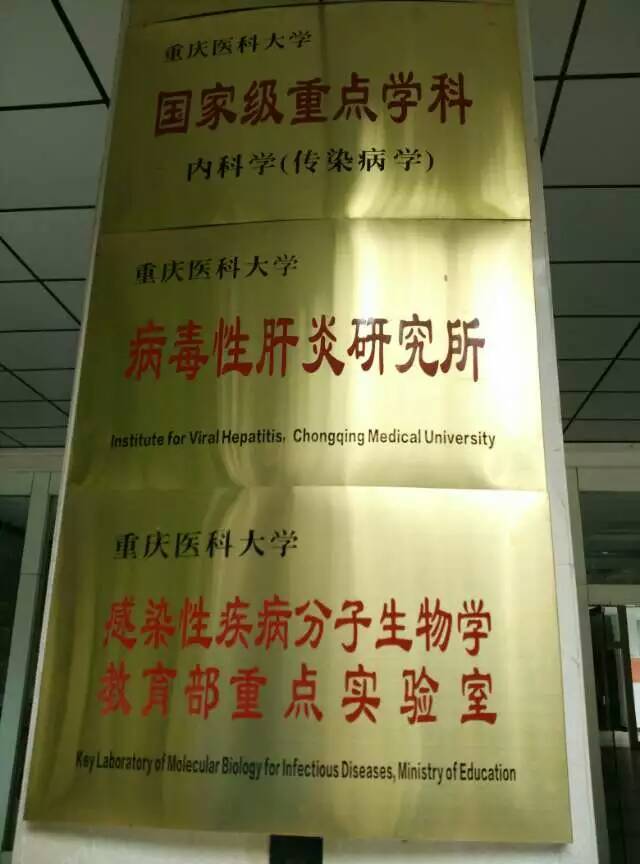 重庆医科大学
国家级重点学科
内科学(传染病学)
重庆医科大学
病毒性肝炎研究所
Institute for Viral Hepatitis, Chongqing Medical University
重庆医科大学
感染性疾病分子生物学
教育部重点实验室
Key Laboratory of Molecular Biology for Infectious Diseases, Ministry of Education